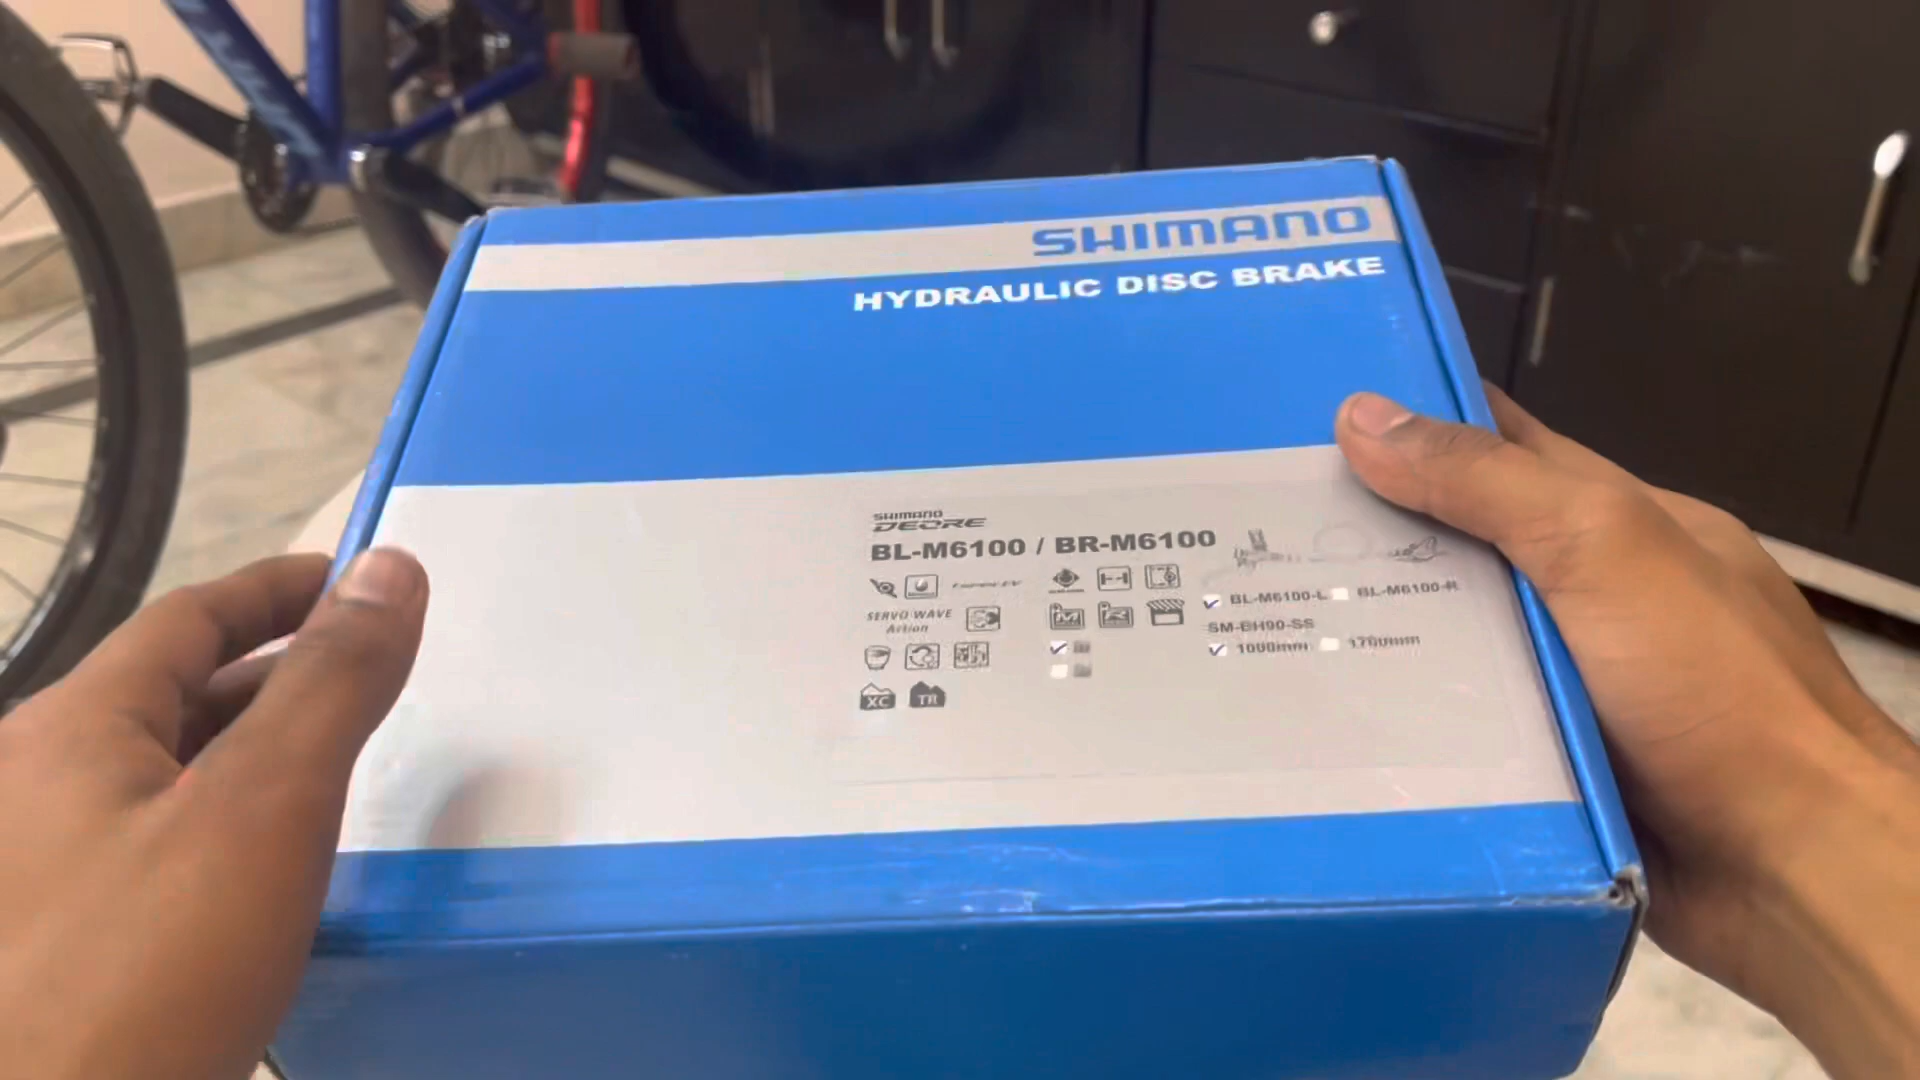 SHIMANO
HYDRAULIC DISC BRAKE
SHIMANO
DEORE
BL-M6100 / BR-M6100
SERVO WAVE
Action
XC
TR
BL-M6100-L
BL-M6100-R
SM-BH90-SS
1000mm
1700mm